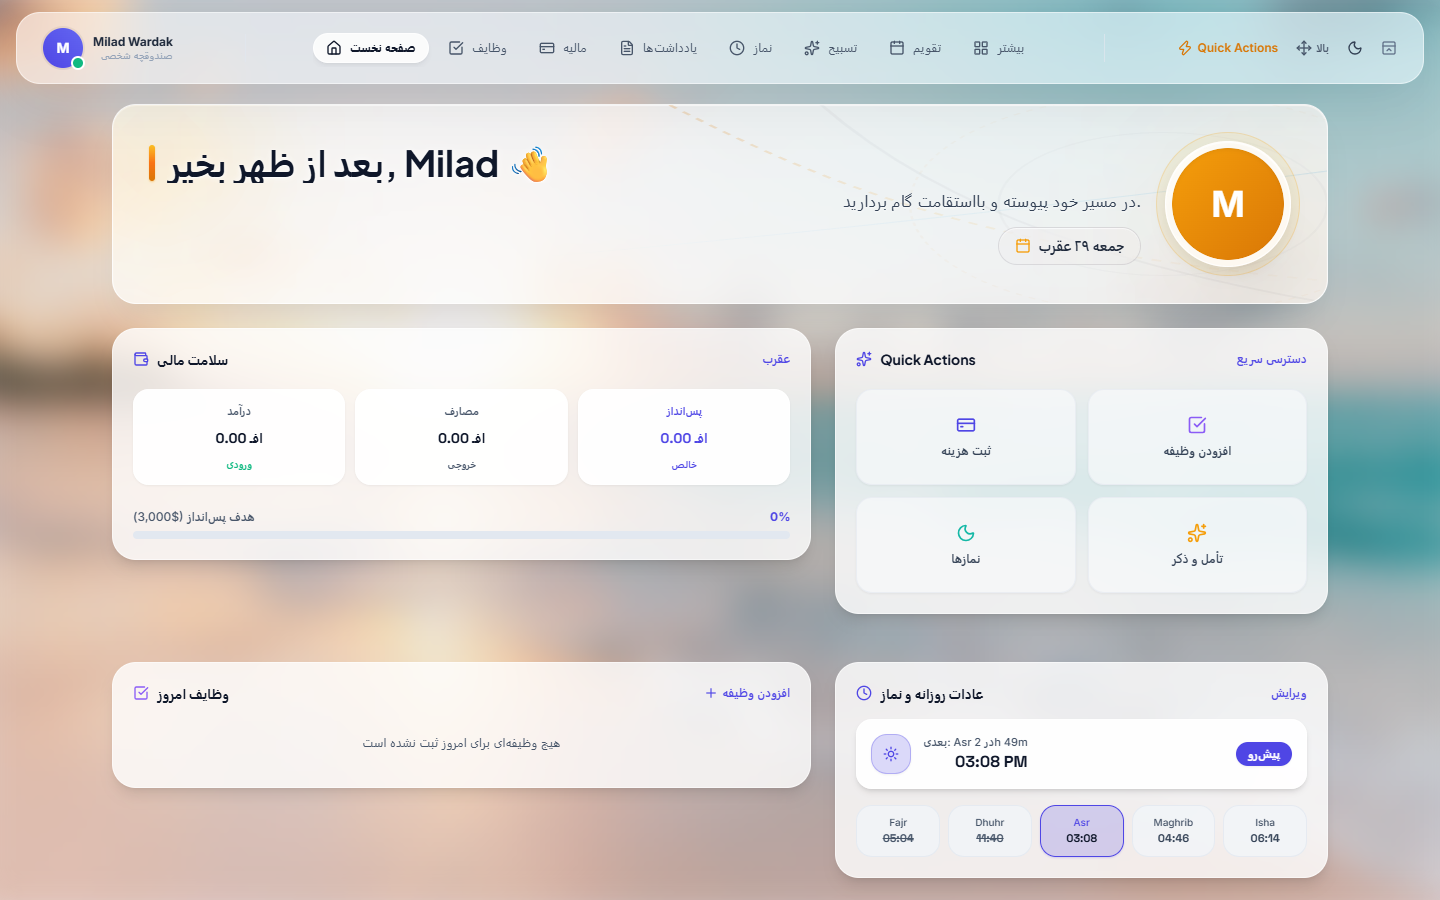 M
Milad Wardak
صندوقچه شخصی
صفحه نخست
وظایف
مالیه
یادداشت‌ها
نماز
تسبیح
تقویم
بیشتر
Quick Actions
بالا
بعد از ظهر بخیر, Milad 👋
در مسیر خود پیوسته و بااستقامت گام بردارید.
جمعه ۲۹ عقرب
M
سلامت مالی
عقرب
درآمد
0.00 افـ
ورودی
مصارف
0.00 افـ
خروجی
پس‌انداز
0.00 افـ
خالص
هدف پس‌انداز ($3,000)
0%
Quick Actions
دسترسی سریع
ثبت هزینه
افزودن وظیفه
نمازها
تأمل و ذکر
وظایف امروز
افزودن وظیفه +
هیچ وظیفه‌ای برای امروز ثبت نشده است
عادات روزانه و نماز
ویرایش
بعدی: Asr در 2h 49m
03:08 PM
پیش‌رو
Fajr
05:04
Dhuhr
11:40
Asr
03:08
Maghrib
04:46
Isha
06:14